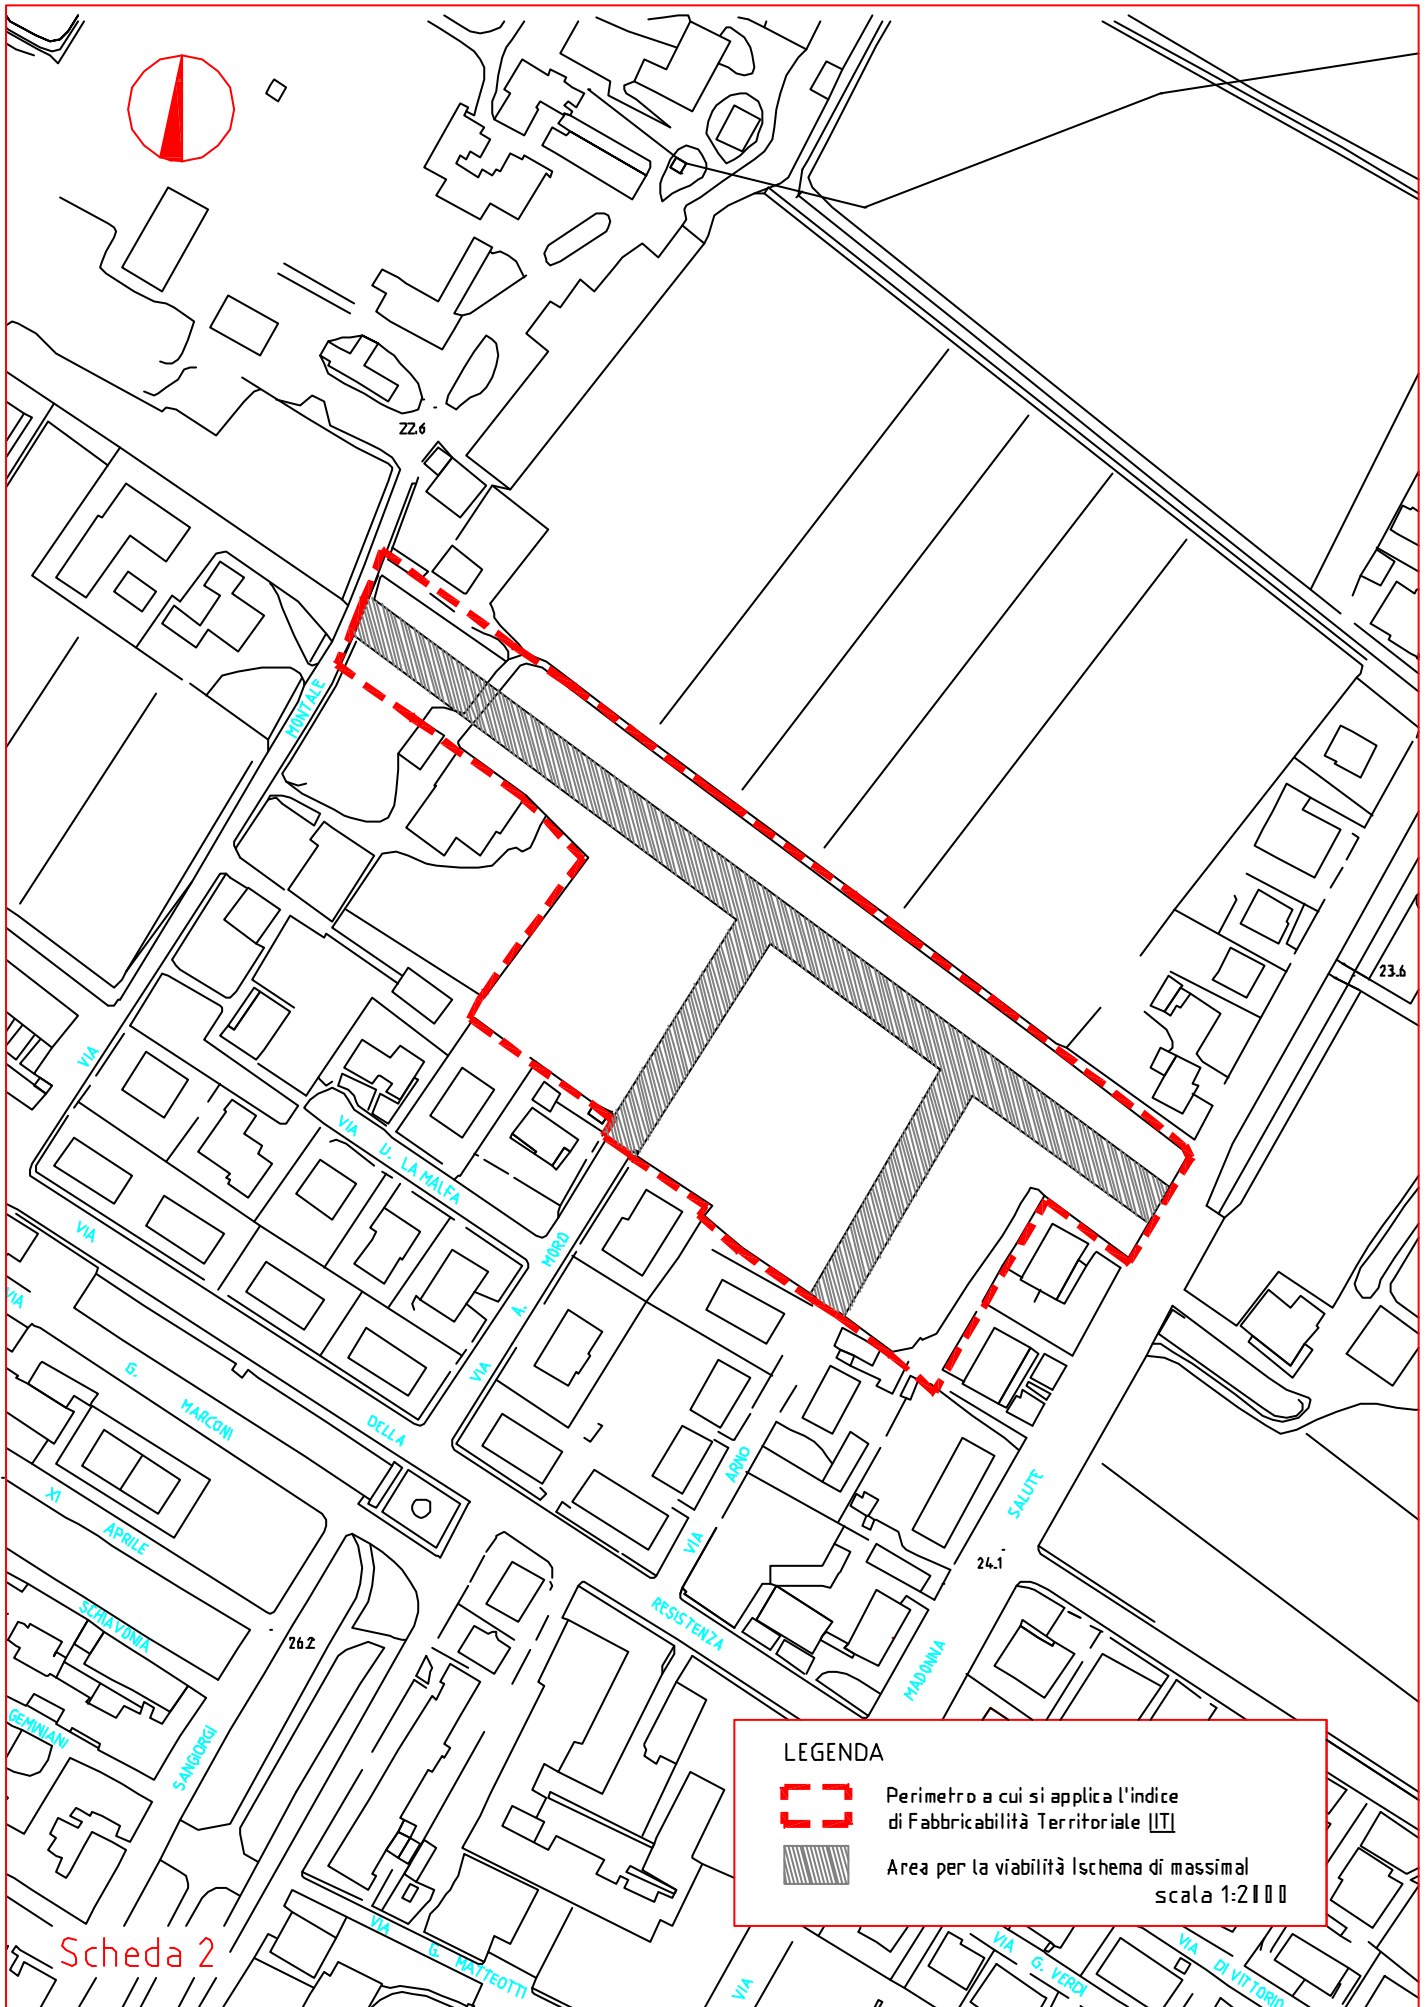 22.6
MONTALE
23.6
VIA
VIA
U. LA MALFA
VIA
VIA
A.
MORO
VIA
G.
MARCONI
DELLA
XI
APRILE
ARNO
VIA
SALUTE
24.1
SCHIAVONIA
26.2
RESISTENZA
MADONNA
GEMINIANI
SANGIORGI
LEGENDA
Perimetro a cui si applica l'indice
di Fabbricabilità Territoriale (IT)
Area per la viabilità (schema di massima)
scala 1:2000
Scheda 2
VIA
G. MATTEOTTI
VIA
VIA
G. VERDI
VIA
DI VITTORIO